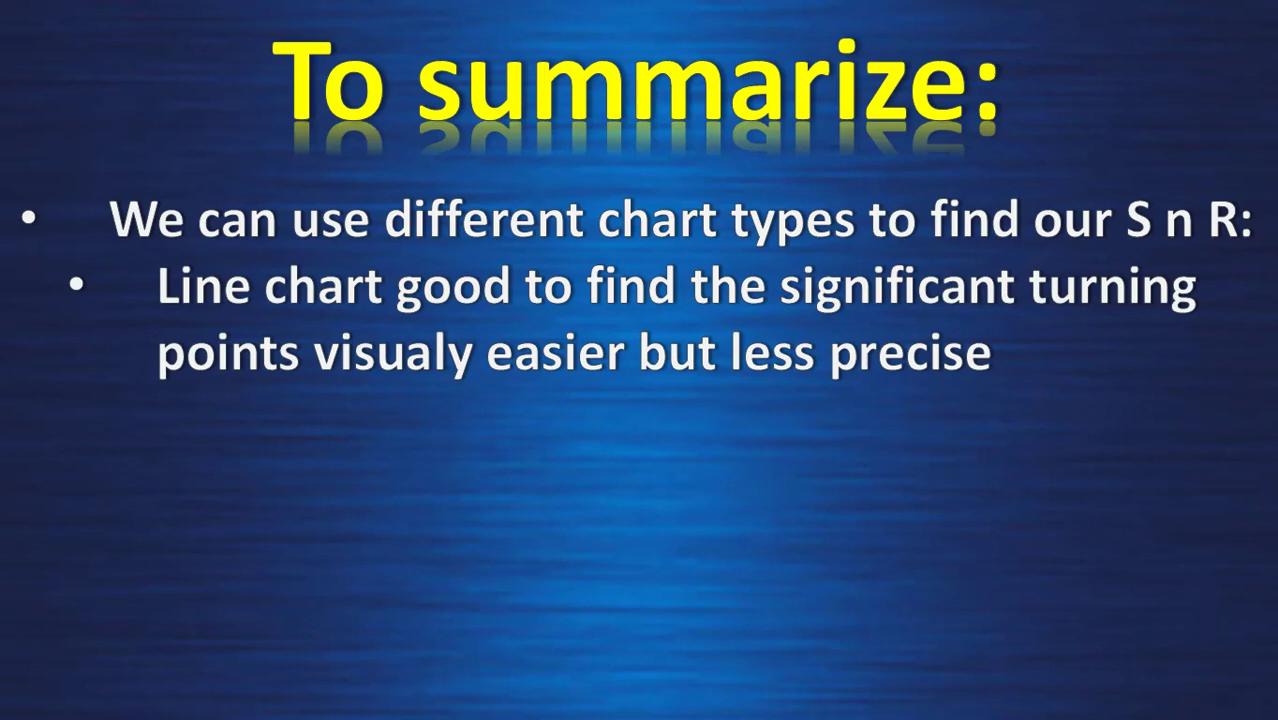 To summarize:
• We can use different chart types to find our S n R:
• Line chart good to find the significant turning
points visualy easier but less precise